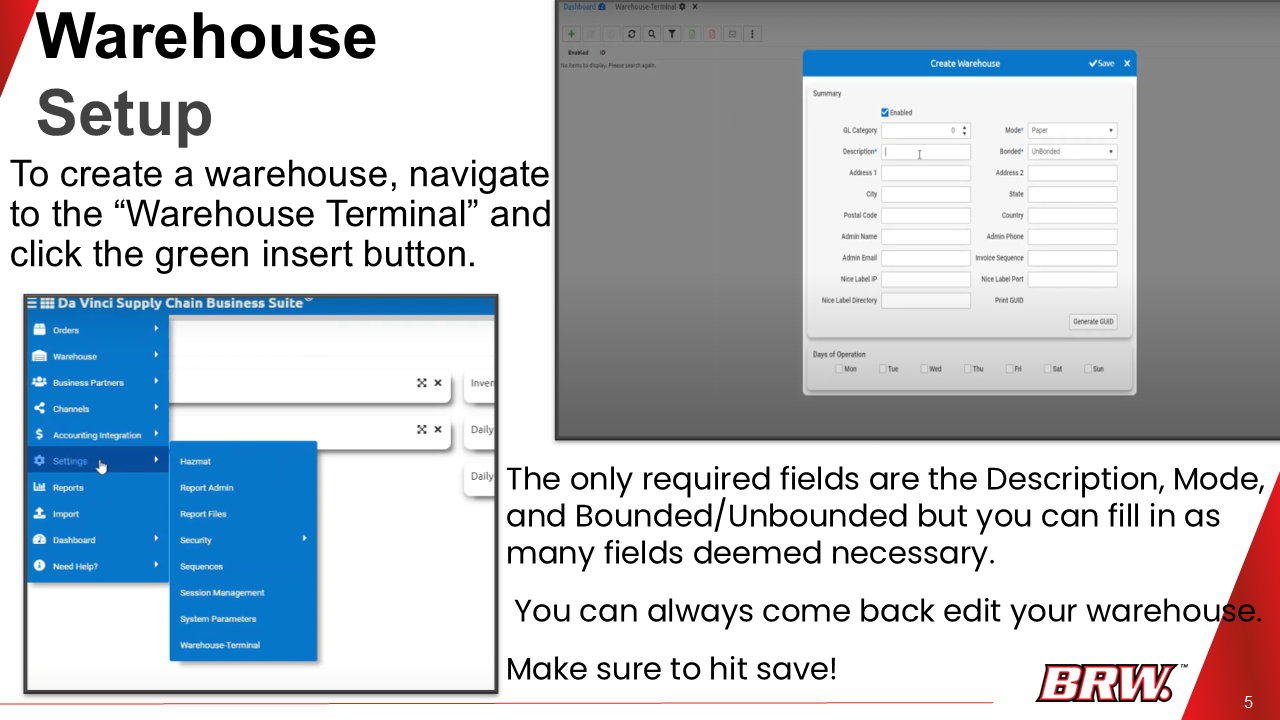 Warehouse
Setup
To create a warehouse, navigate
to the “Warehouse Terminal” and
click the green insert button.
Dashboard Warehouse-Terminal
Enabled ID
No items to display. Please search again.
Create Warehouse Save X
Summary
Enabled
GL Category 0 Mode* Paper
Description* Bonded* UnBonded
Address 1 Address 2
City State
Postal Code Country
Admin Name Admin Phone
Admin Email Invoice Sequence
Nice Label IP Nice Label Port
Nice Label Directory Print GUID
Generate GUID
Days of Operation
Mon Tue Wed Thu Fri Sat Sun
Da Vinci Supply Chain Business Suite®
Orders
Warehouse
Business Partners
Channels
Accounting Integration
Settings
Reports
Import
Dashboard
Need Help?
Hazmat
Report Admin
Report Files
Security
Sequences
Session Management
System Parameters
Warehouse-Terminal
Inven
Daily
Daily
The only required fields are the Description, Mode,
and Bounded/Unbounded but you can fill in as
many fields deemed necessary.
You can always come back edit your warehouse.
Make sure to hit save!
BRW.™
5